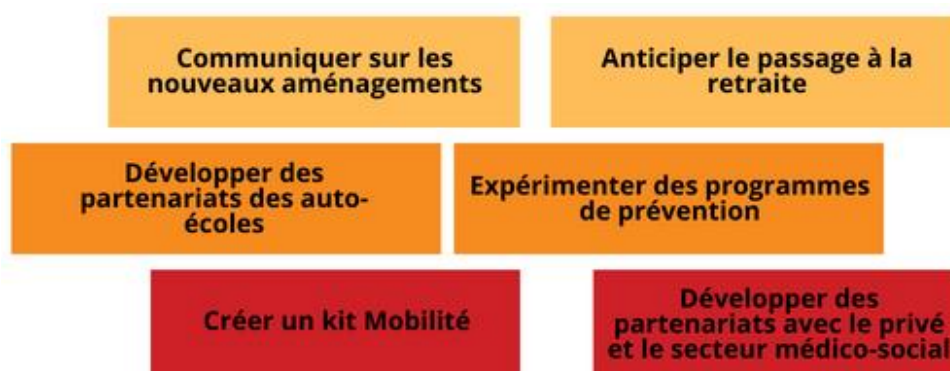 Communiquer sur les
nouveaux aménagements
Anticiper le passage à la
retraite
Développer des
partenariats des auto-
écoles
Expérimenter des programmes
de prévention
Créer un kit Mobilité
Développer des
partenariats avec le privé
et le secteur médico-social